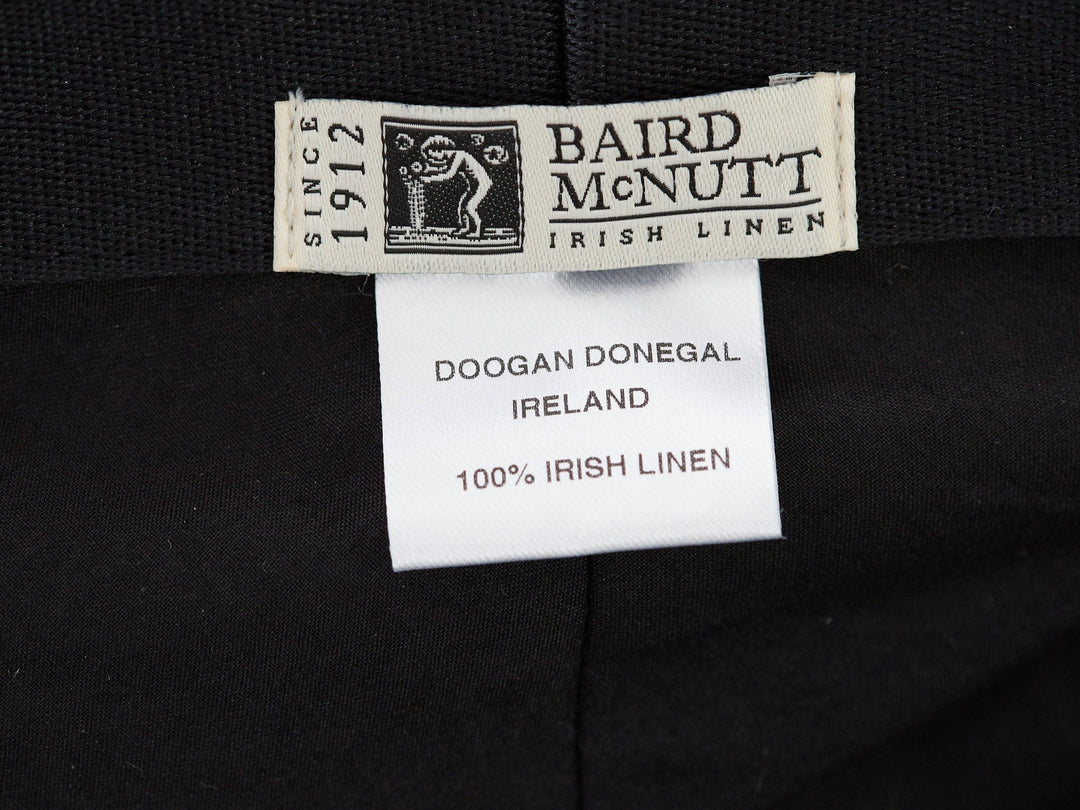 SINCE
1912
BAIRD
McNUTT
IRISH LINEN
DOOGAN DONEGAL
IRELAND
100% IRISH LINEN